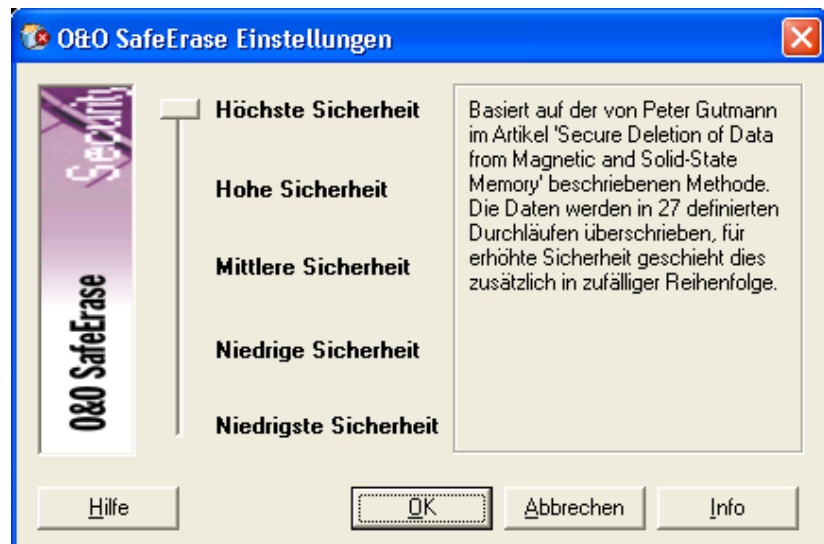 O&O SafeErase Einstellungen
Security
O&O SafeErase
Höchste Sicherheit
Hohe Sicherheit
Mittlere Sicherheit
Niedrige Sicherheit
Niedrigste Sicherheit
Basiert auf der von Peter Gutmann
im Artikel 'Secure Deletion of Data
from Magnetic and Solid-State
Memory' beschriebenen Methode.
Die Daten werden in 27 definierten
Durchläufen überschrieben, für
erhöhte Sicherheit geschieht dies
zusätzlich in zufälliger Reihenfolge.
Hilfe
OK
Abbrechen
Info